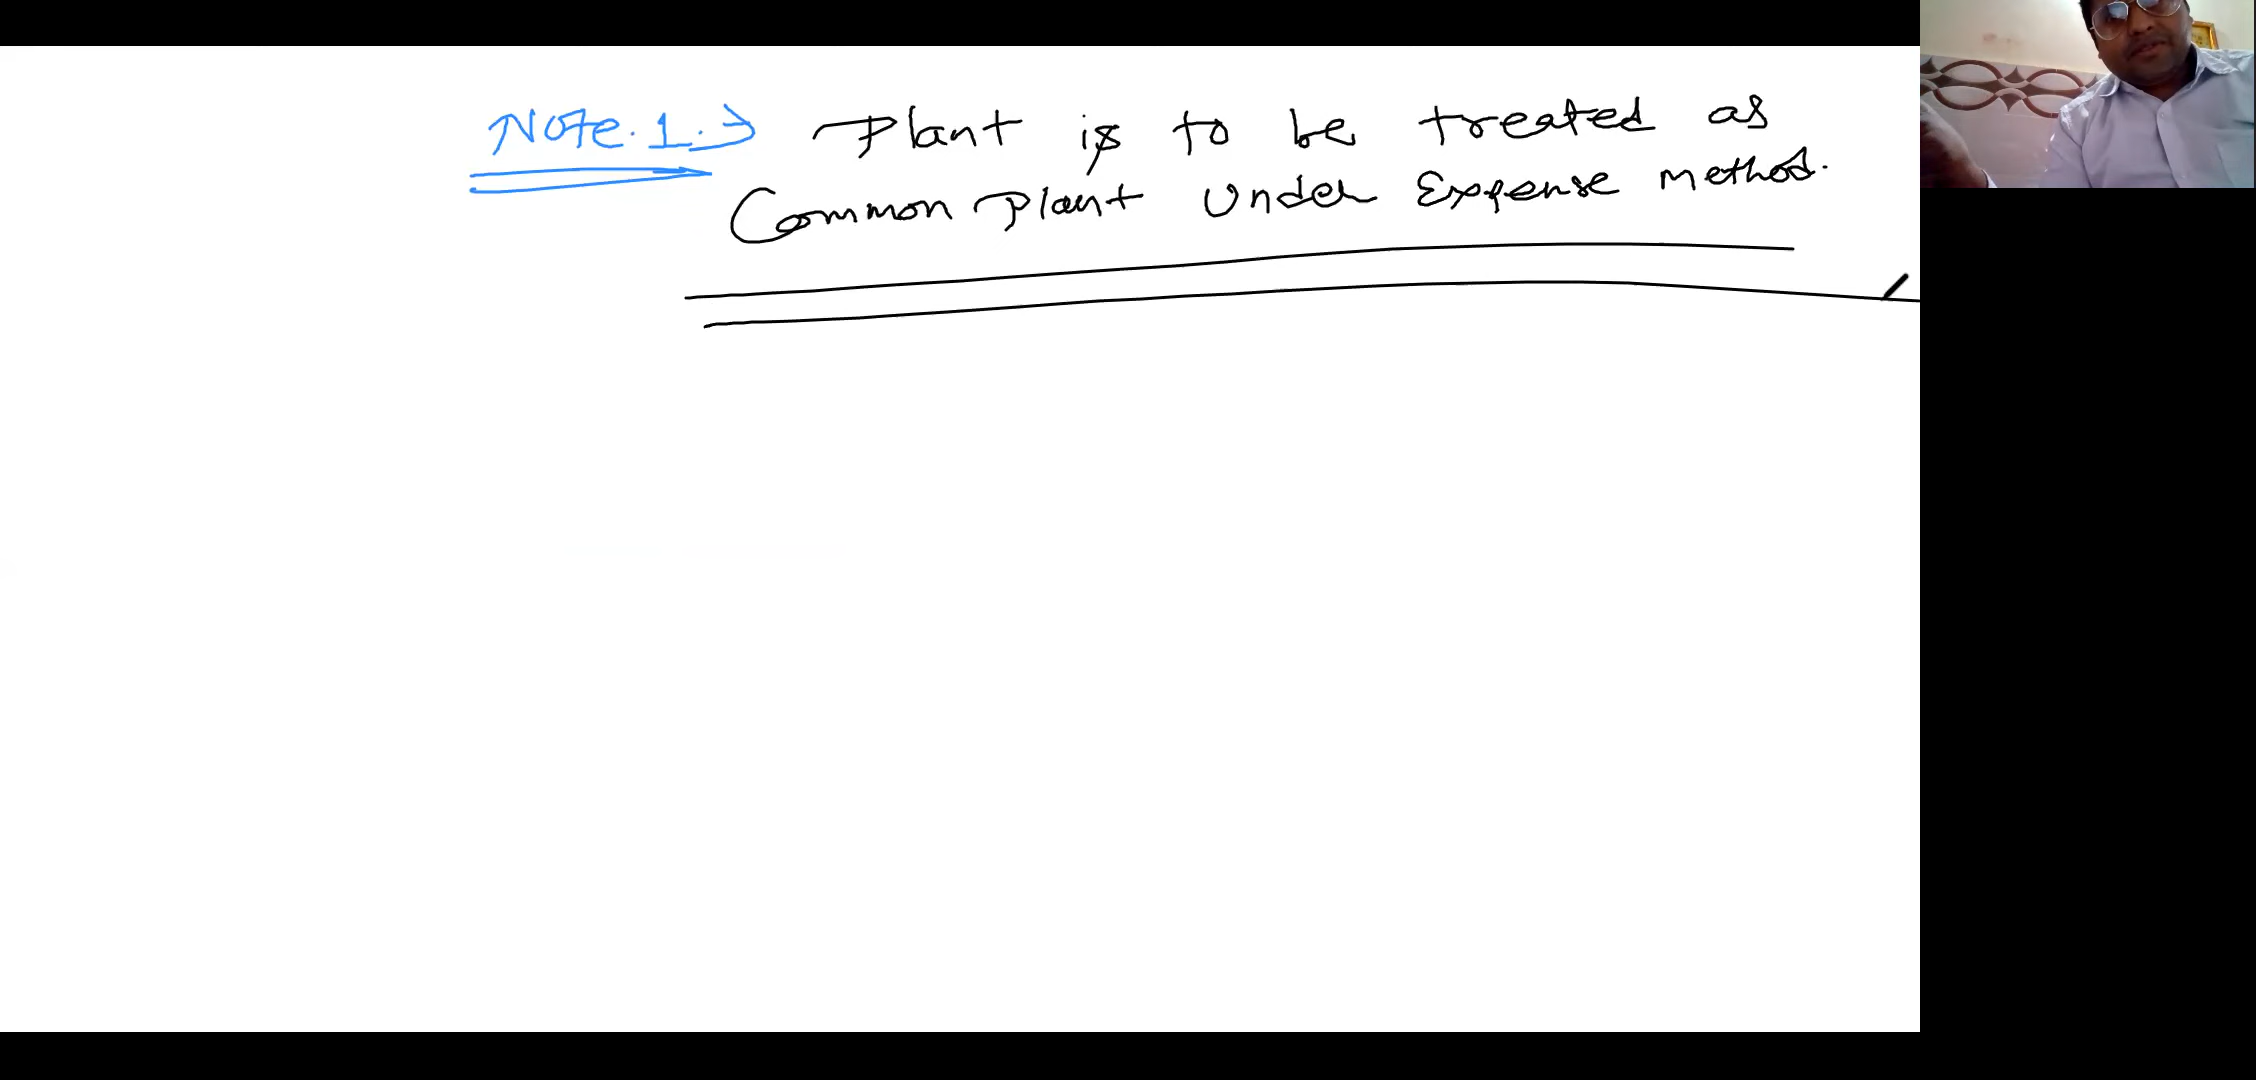 Note.1.→ Plant is to be treated as
Common Plant Under Expense method.